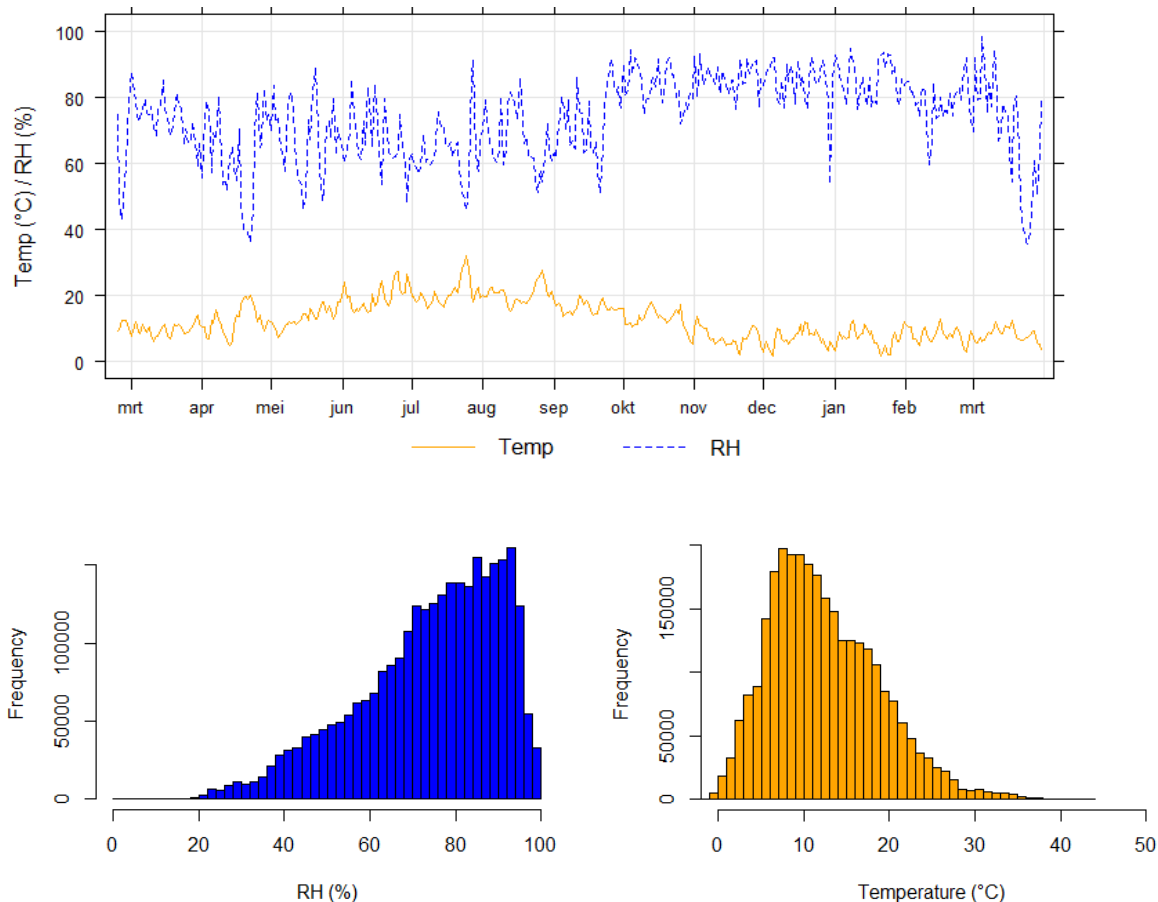 Temp (°C) / RH (%)
100
80
60
40
20
0
mrt apr mei jun jul aug sep okt nov dec jan feb mrt
Temp RH
Frequency
0 50000 100000
0 20 40 60 80 100
RH (%)
Frequency
0 50000 150000
0 10 20 30 40 50
Temperature (°C)